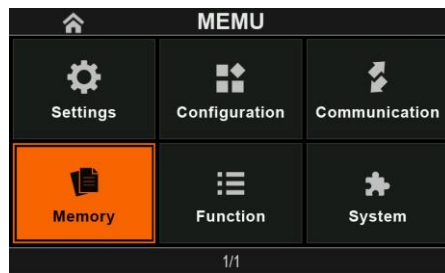 MEMU
Settings
Configuration
Communication
Memory
Function
System
1/1